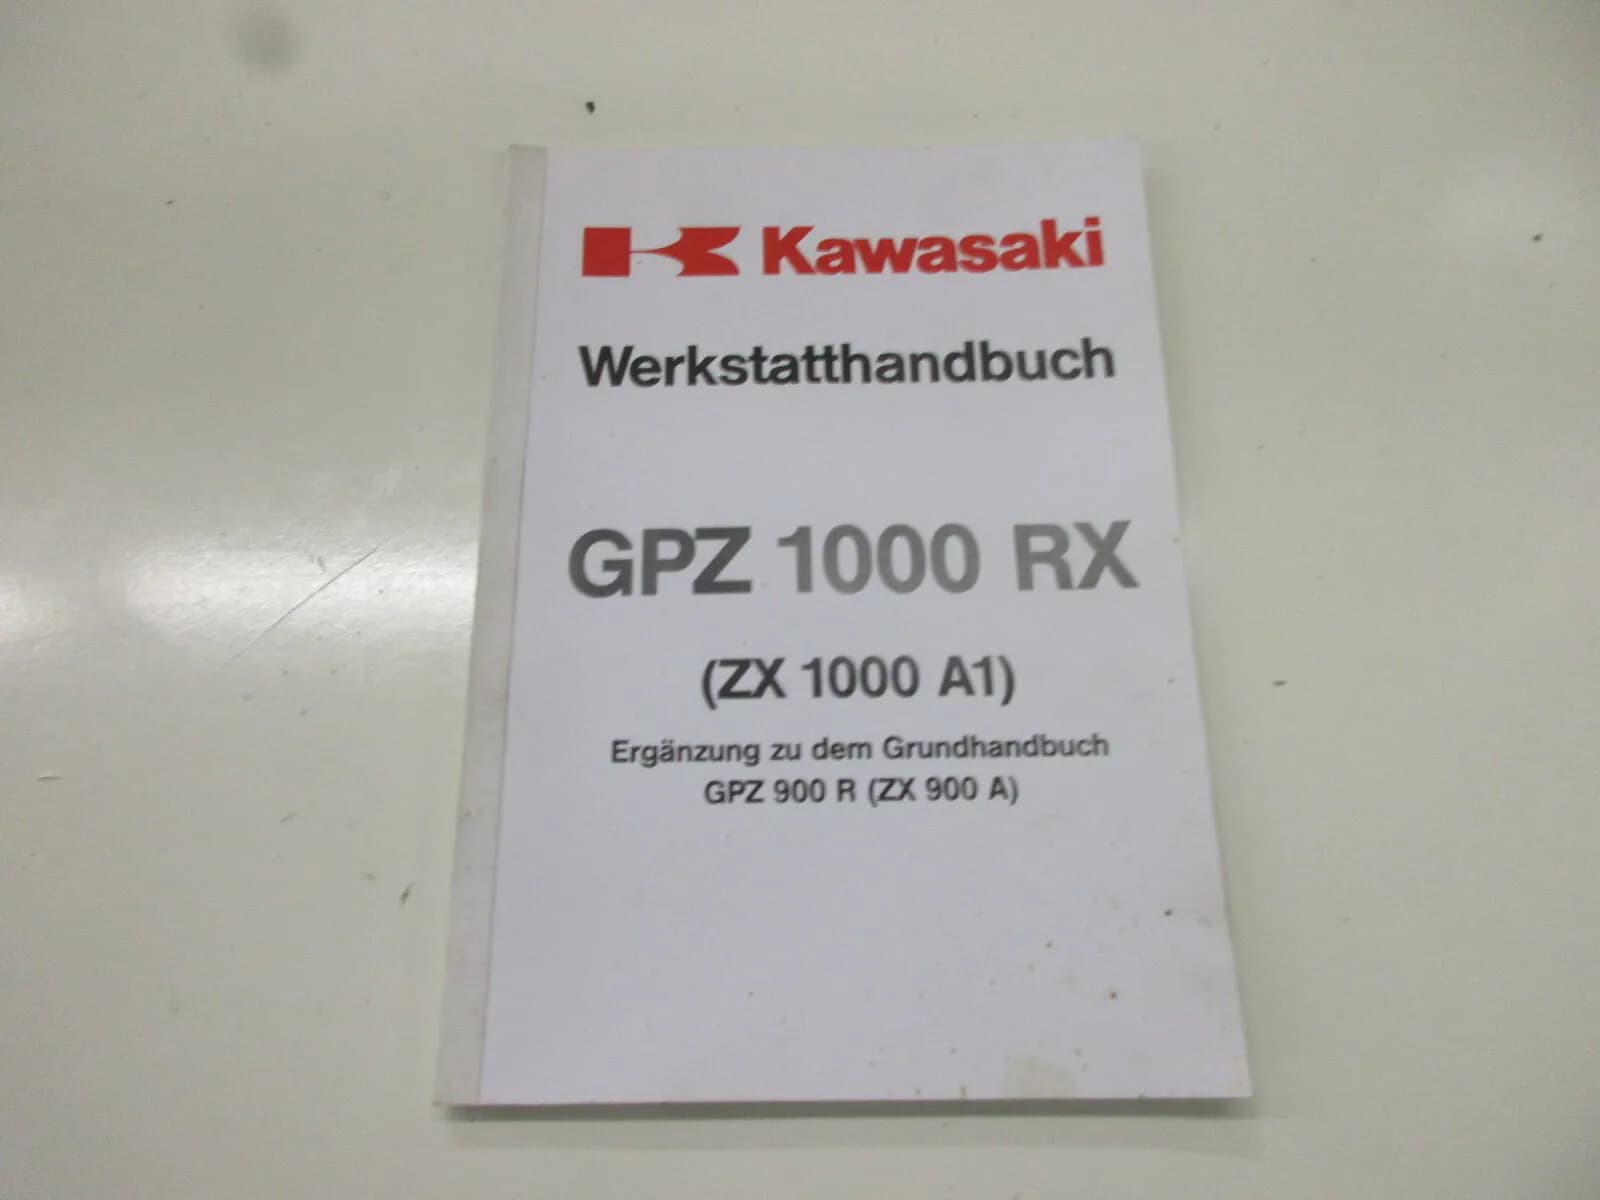 Kawasaki
Werkstatthandbuch
GPZ 1000 RX
(ZX 1000 A1)
Ergänzung zu dem Grundhandbuch
GPZ 900 R (ZX 900 A)